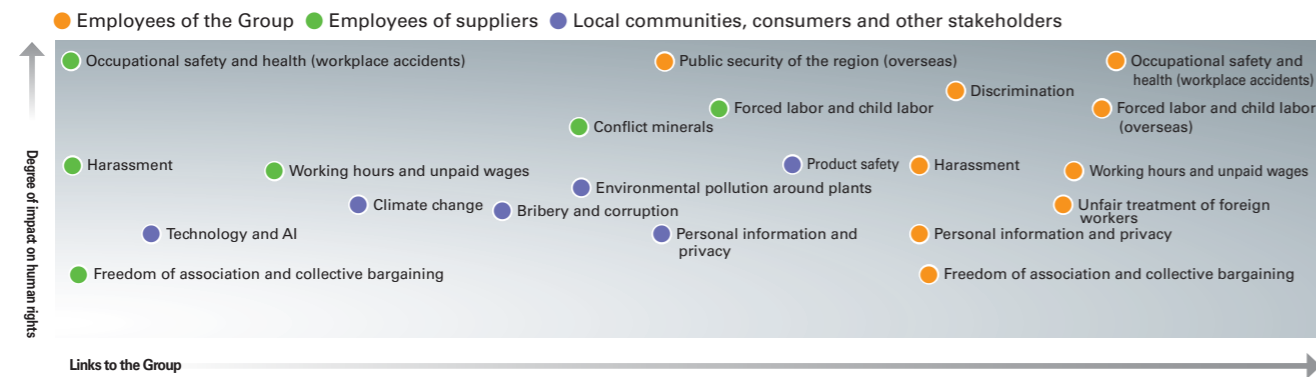 Employees of the Group Employees of suppliers Local communities, consumers and other stakeholders
Occupational safety and health (workplace accidents)
Public security of the region (overseas)
Occupational safety and
health (workplace accidents)
Discrimination
Forced labor and child labor
Forced labor and child labor
(overseas)
Conflict minerals
Harassment
Working hours and unpaid wages
Product safety
Harassment
Working hours and unpaid wages
Environmental pollution around plants
Climate change
Bribery and corruption
Unfair treatment of foreign
workers
Technology and AI
Personal information and
privacy
Personal information and privacy
Freedom of association and collective bargaining
Freedom of association and collective bargaining
Degree of impact on human rights
Links to the Group